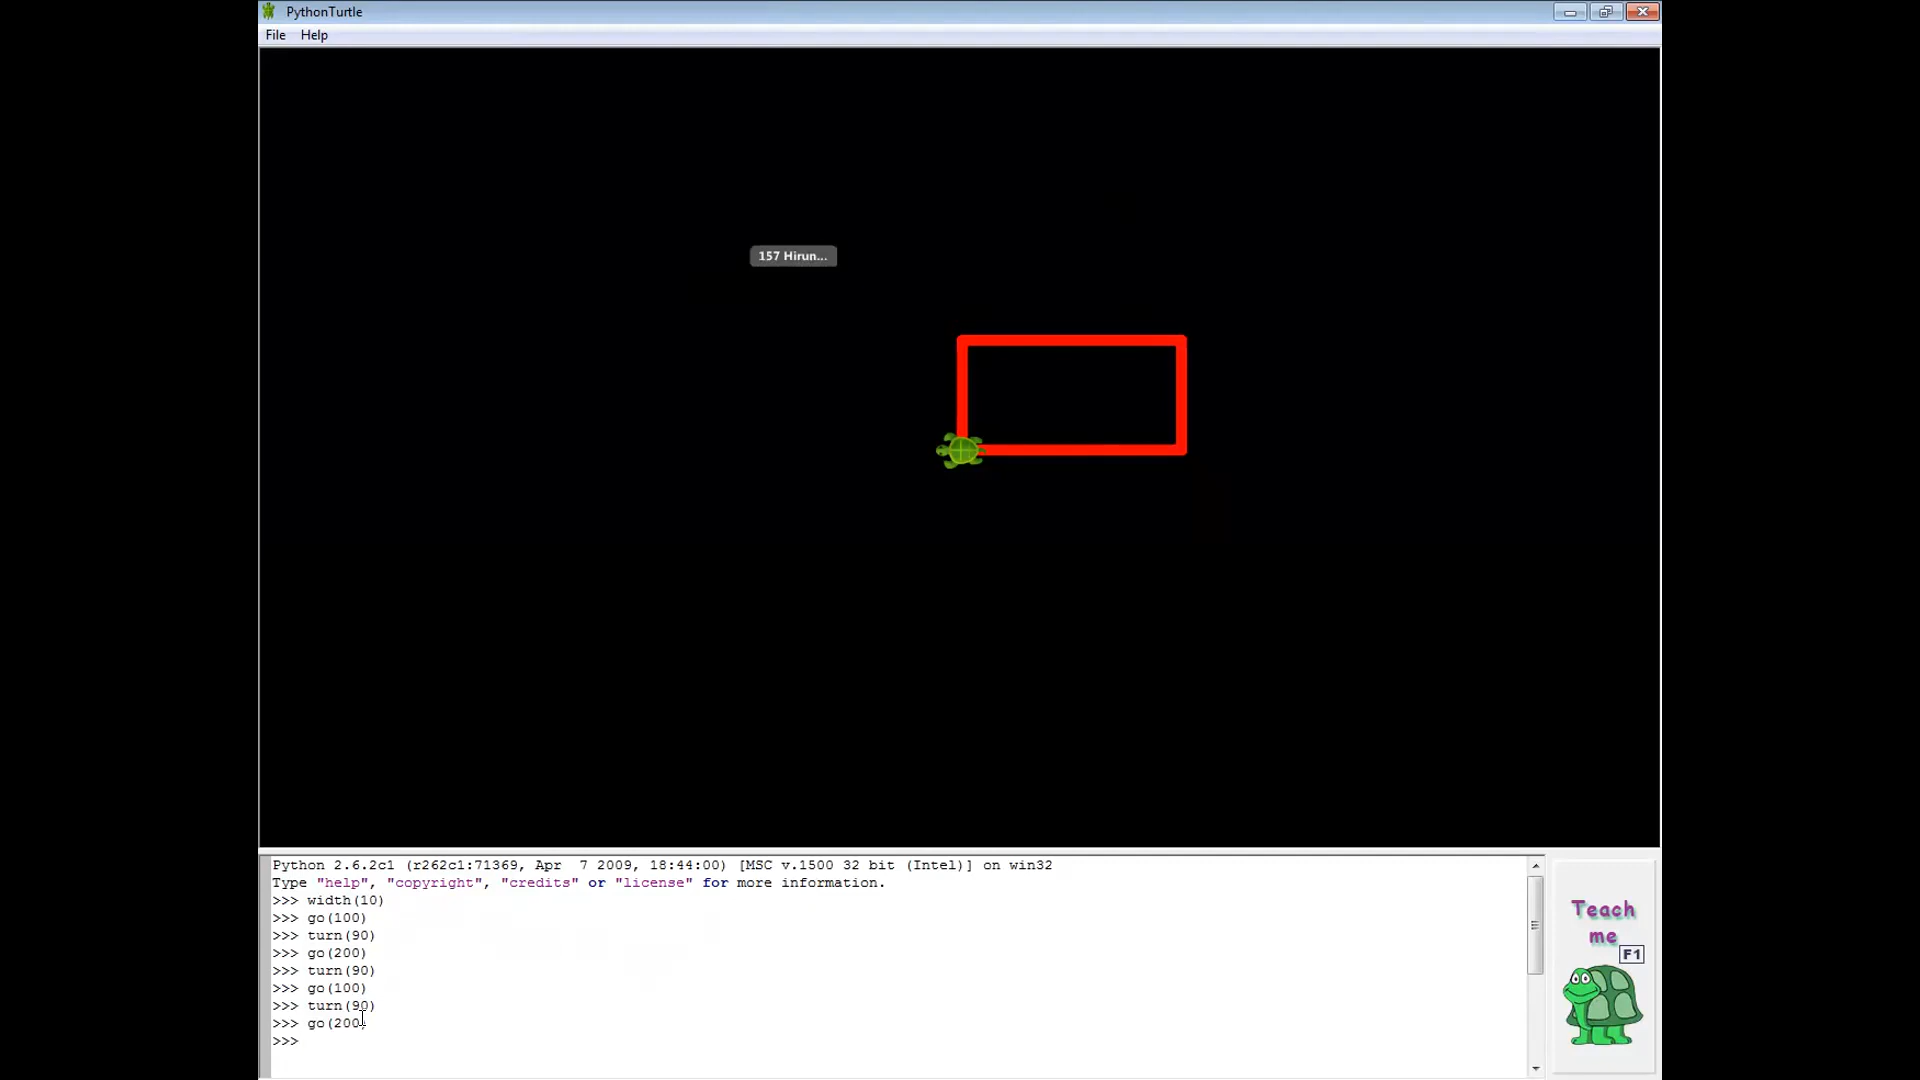 PythonTurtle
File Help
157 Hirun...
Python 2.6.2c1 (r262c1:71369, Apr  7 2009, 18:44:00) [MSC v.1500 32 bit (Intel)] on win32
Type "help", "copyright", "credits" or "license" for more information.
>>> width(10)
>>> go(100)
>>> turn(90)
>>> go(200)
>>> turn(90)
>>> go(100)
>>> turn(90)
>>> go(200)
>>>
Teach
me
F1